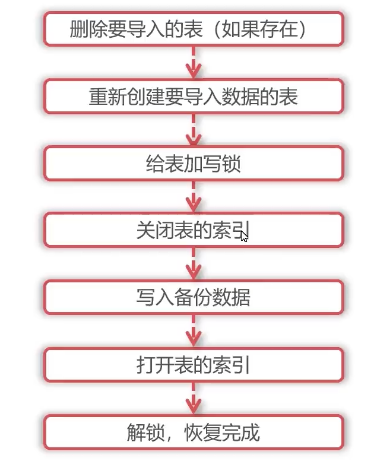 删除要导入的表（如果存在）
重新创建要导入数据的表
给表加写锁
关闭表的索引
写入备份数据
打开表的索引
解锁，恢复完成